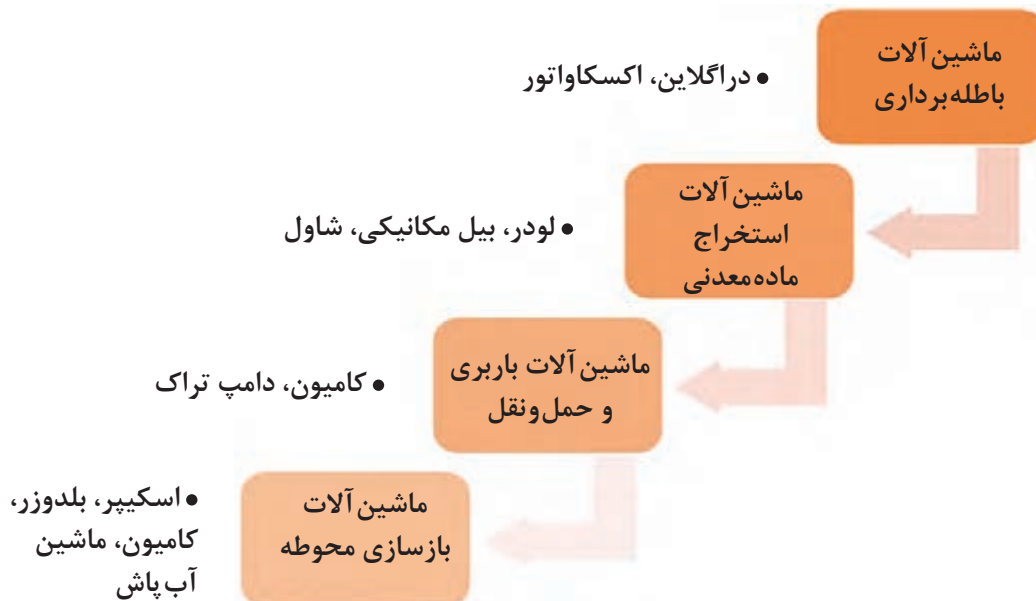 ماشین‌آلات
باطله‌برداری
● دراگلاین، اکسکاواتور
ماشین‌آلات
استخراج
ماده‌معدنی
● لودر، بیل مکانیکی، شاول
ماشین‌آلات باربری
و حمل‌ونقل
● کامیون، دامپ تراک
ماشین‌آلات
بازسازی محوطه
● اسکیپر، بلدوزر،
کامیون، ماشین
آب‌پاش